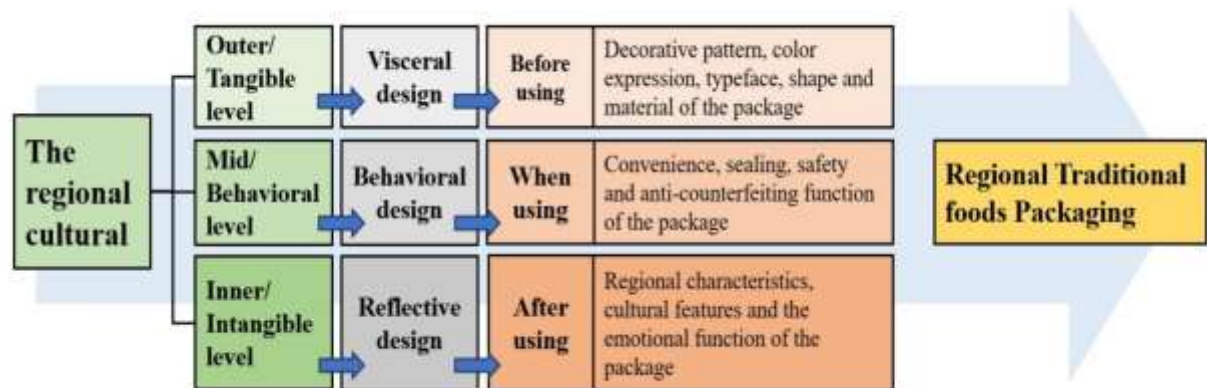 The
regional
cultural
Outer/
Tangible
level
Visceral
design
Before
using
Decorative pattern, color
expression, typeface, shape and
material of the package
Mid/
Behavioral
level
Behavioral
design
When
using
Convenience, sealing, safety
and anti-counterfeiting function
of the package
Inner/
Intangible
level
Reflective
design
After
using
Regional characteristics,
cultural features and the
emotional function of the
package
Regional Traditional
foods Packaging